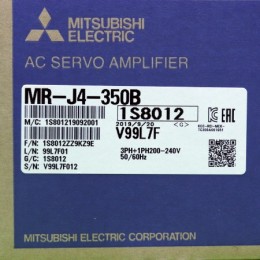 MITSUBISHI
ELECTRIC
AC SERVO AMPLIFIER
MR-J4-350B
1S8012
M/C: 1S801219092001
2019/9/20 <G>
V99L7F
F/N: 1S8012ZZ9KZ9E
L/N: 99L7F01
G/N: 1S8012
S/N: V99L7F012
3PH+1PH200-240V
50/60Hz
MITSUBISHI ELECTRIC CORPORATION